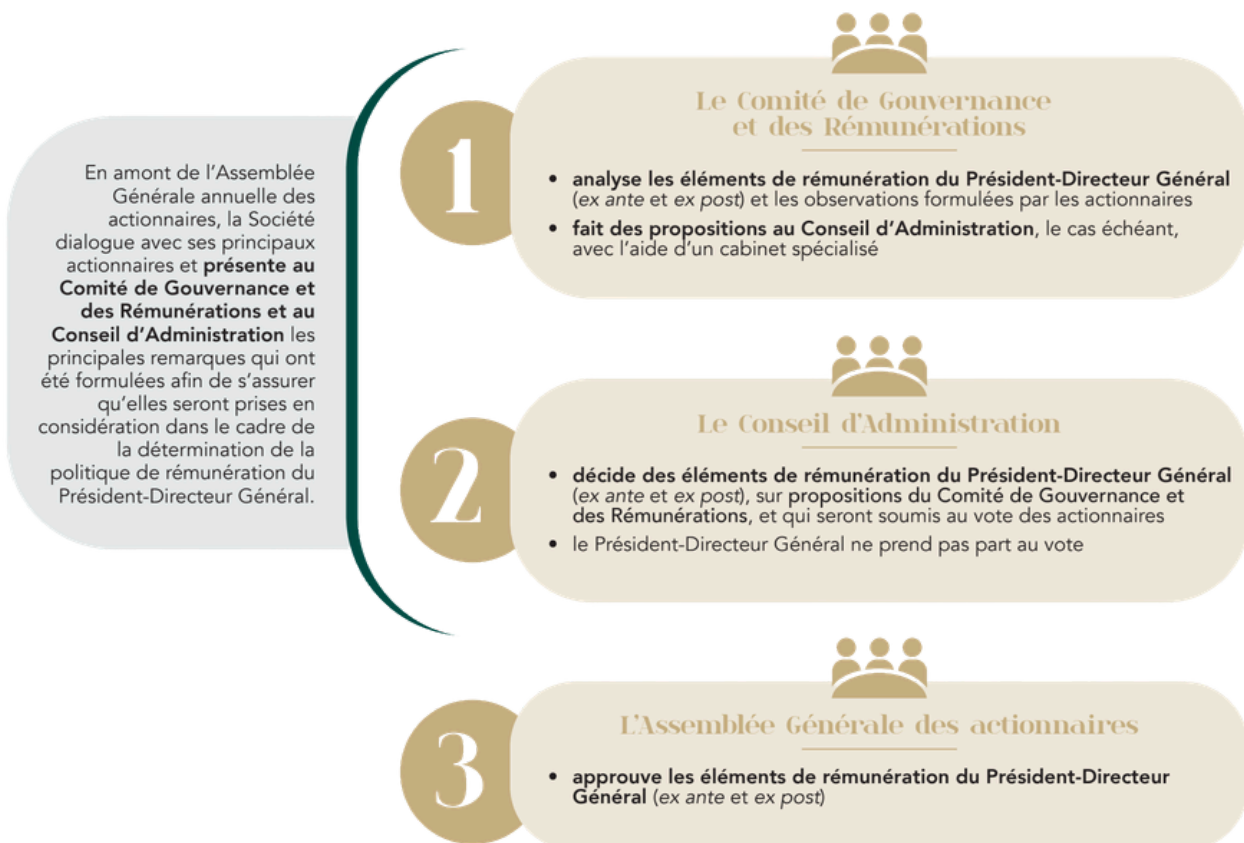 En amont de l'Assemblée
Générale annuelle des
actionnaires, la Société
dialogue avec ses principaux
actionnaires et présente au
Comité de Gouvernance et
des Rémunérations et au
Conseil d'Administration les
principales remarques qui ont
été formulées afin de s'assurer
qu'elles seront prises en
considération dans le cadre de
la détermination de la
politique de rémunération du
Président-Directeur Général.
1
Le Comité de Gouvernance
et des Rémunérations
• analyse les éléments de rémunération du Président-Directeur Général
(ex ante et ex post) et les observations formulées par les actionnaires
• fait des propositions au Conseil d'Administration, le cas échéant,
avec l'aide d'un cabinet spécialisé
2
Le Conseil d'Administration
• décide des éléments de rémunération du Président-Directeur Général
(ex ante et ex post), sur propositions du Comité de Gouvernance et
des Rémunérations, et qui seront soumis au vote des actionnaires
• le Président-Directeur Général ne prend pas part au vote
3
L'Assemblée Générale des actionnaires
• approuve les éléments de rémunération du Président-Directeur
Général (ex ante et ex post)